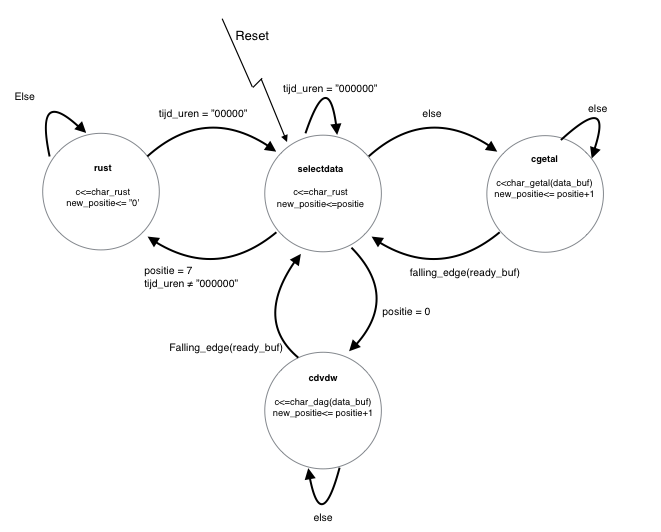 Reset
tijd_uren = "000000"
Else
tijd_uren = "00000"
else
else
rust
c<=char_rust
new_positie<= "0'
selectdata
c<=char_rust
new_positie<=positie
cgetal
c<char_getal(data_buf)
new_positie<= positie+1
positie = 7
tijd_uren ≠ "000000"
falling_edge(ready_buf)
positie = 0
Falling_edge(ready_buf)
cdvdw
c<=char_dag(data_buf)
new_positie<= positie+1
else